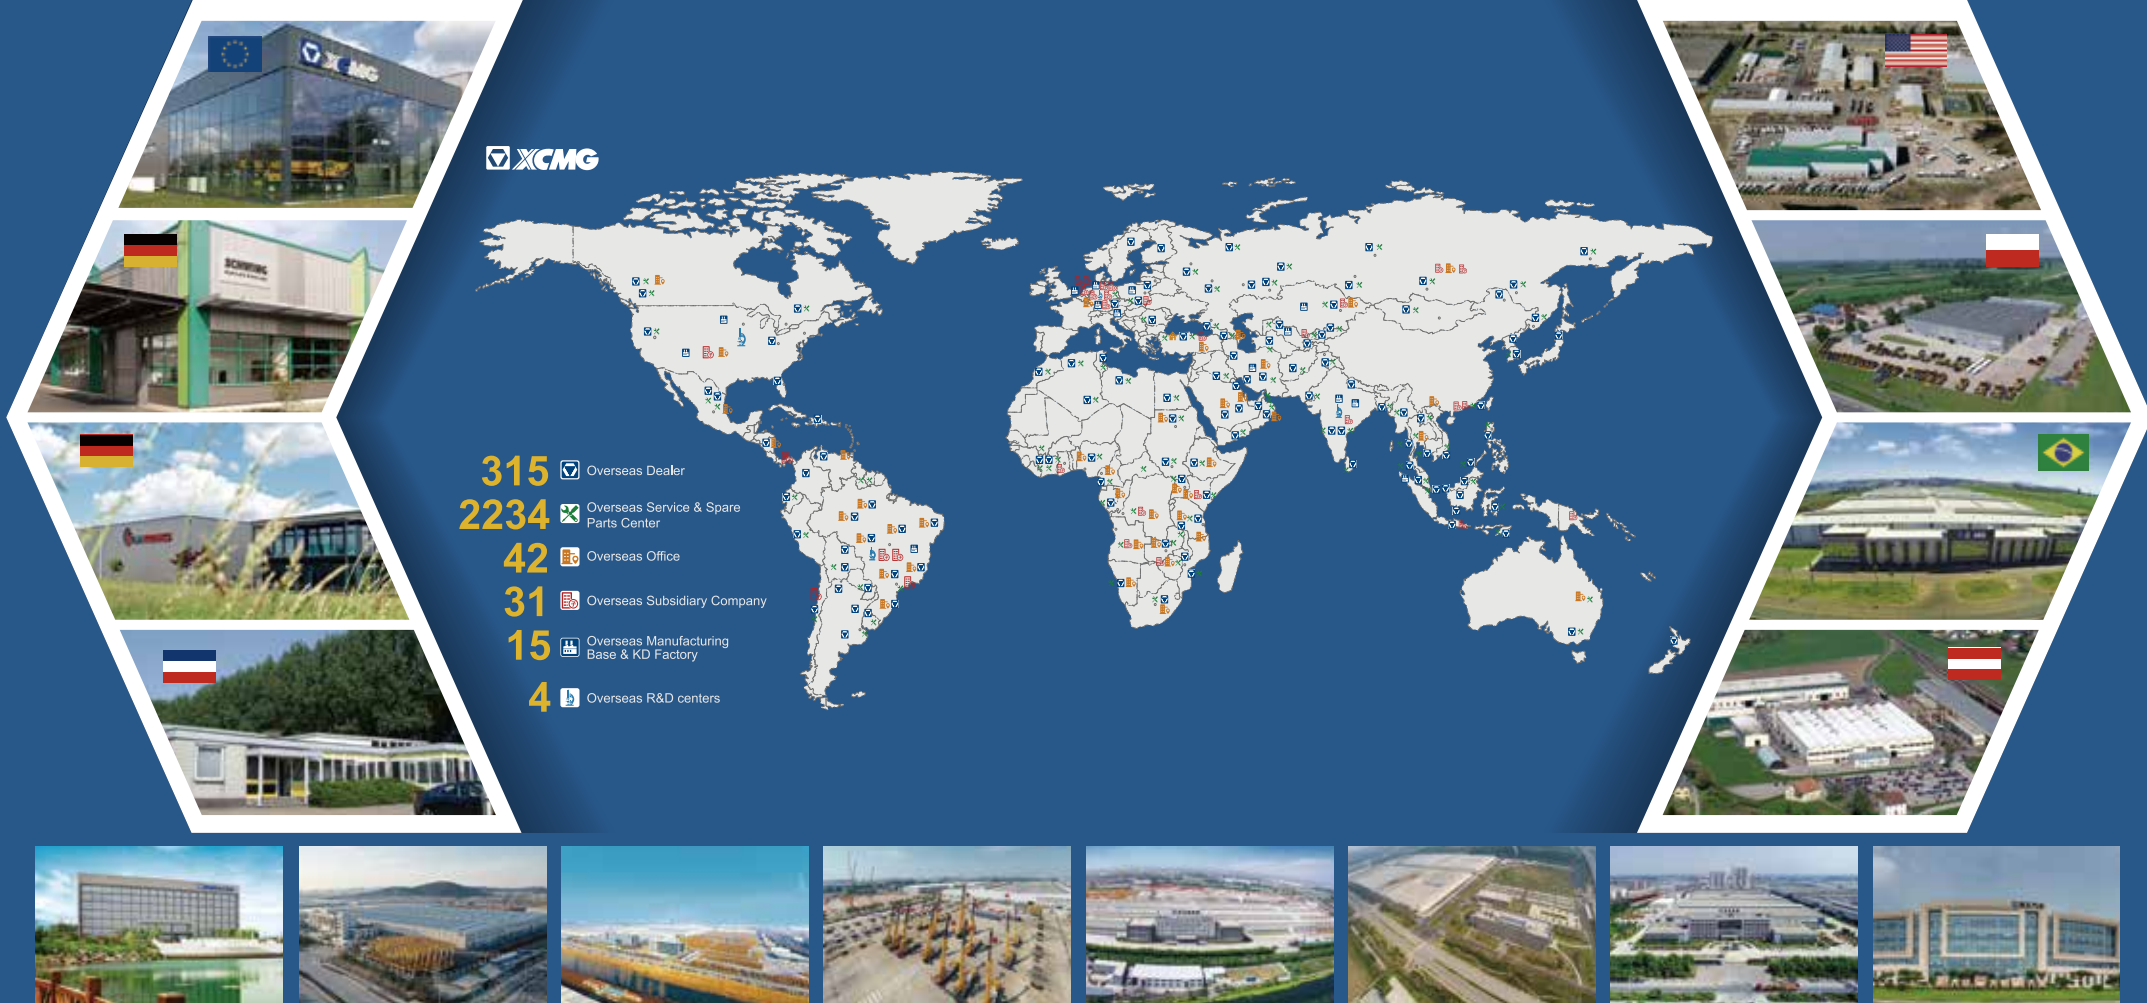 XCMG
SCHWING
XCMG
315 Overseas Dealer
2234 Overseas Service & Spare
Parts Center
42 Overseas Office
31 Overseas Subsidiary Company
15 Overseas Manufacturing
Base & KD Factory
4 Overseas R&D centers